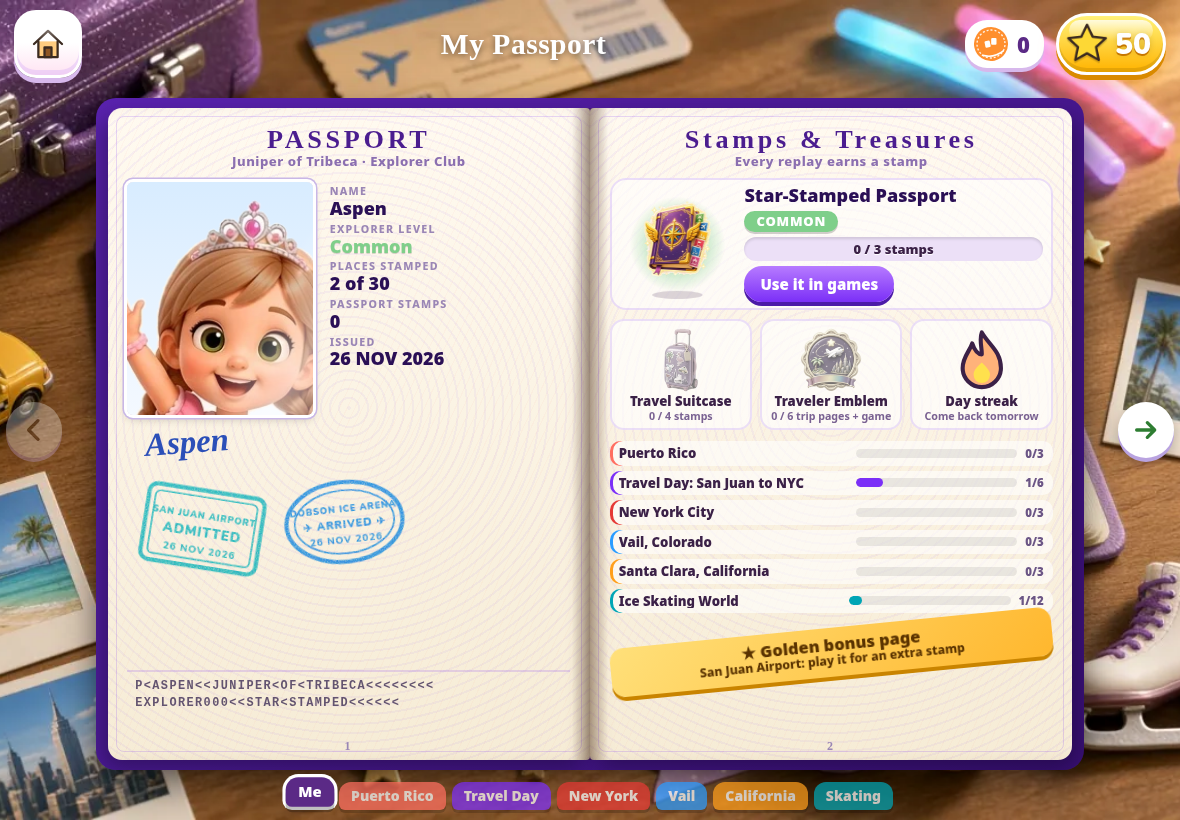 My Passport
0
50
PASSPORT
Juniper of Tribeca · Explorer Club
NAME
Aspen
EXPLORER LEVEL
Common
PLACES STAMPED
2 of 30
PASSPORT STAMPS
0
ISSUED
26 NOV 2026
Aspen
SAN JUAN AIRPORT
ADMITTED
26 NOV 2026
DOBSON ICE ARENA
✈ ARRIVED ✈
26 NOV 2026
P<ASPEN<<JUNIPER<OF<TRIBECA<<<<<<<<
EXPLORER000<<STAR<STAMPED<<<<<<
1
Stamps & Treasures
Every replay earns a stamp
Star-Stamped Passport
COMMON
0 / 3 stamps
Use it in games
Travel Suitcase
0 / 4 stamps
Traveler Emblem
0 / 6 trip pages + game
Day streak
Come back tomorrow
Puerto Rico 0/3
Travel Day: San Juan to NYC 1/6
New York City 0/3
Vail, Colorado 0/3
Santa Clara, California 0/3
Ice Skating World 1/12
★ Golden bonus page
San Juan Airport: play it for an extra stamp
2
Me
Puerto Rico
Travel Day
New York
Vail
California
Skating